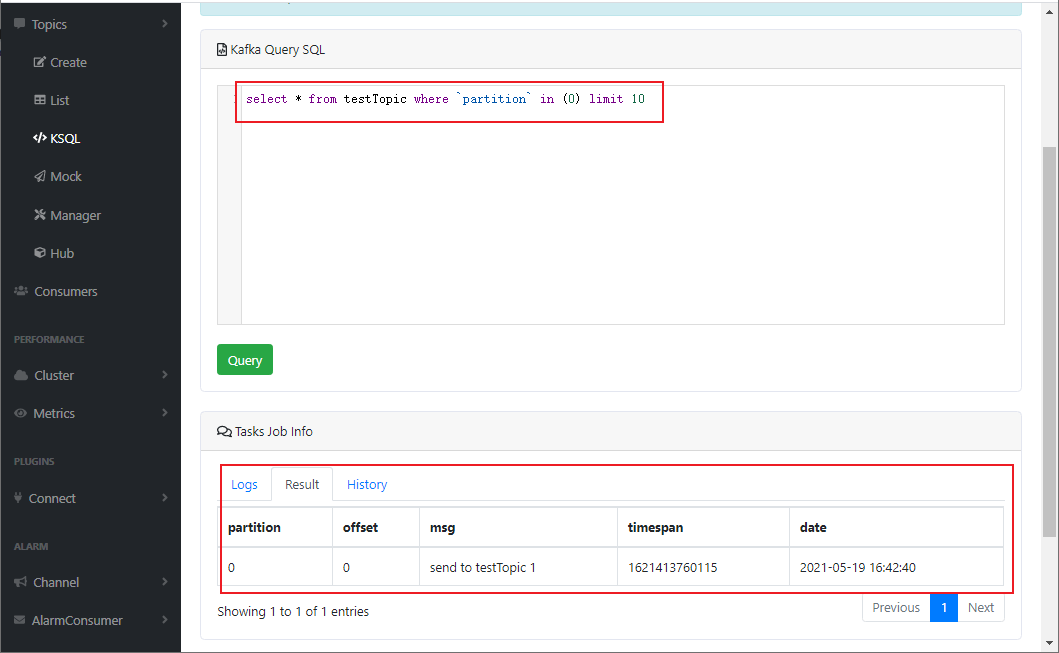 Topics
Create
List
KSQL
Mock
Manager
Hub
Consumers
PERFORMANCE
Cluster
Metrics
PLUGINS
Connect
ALARM
Channel
AlarmConsumer
Kafka Query SQL
select * from testTopic where `partition` in (0) limit 10
Query
Tasks Job Info
Logs Result History
partition offset msg timespan date
0 0 send to testTopic 1 1621413760115 2021-05-19 16:42:40
Showing 1 to 1 of 1 entries
Previous 1 Next